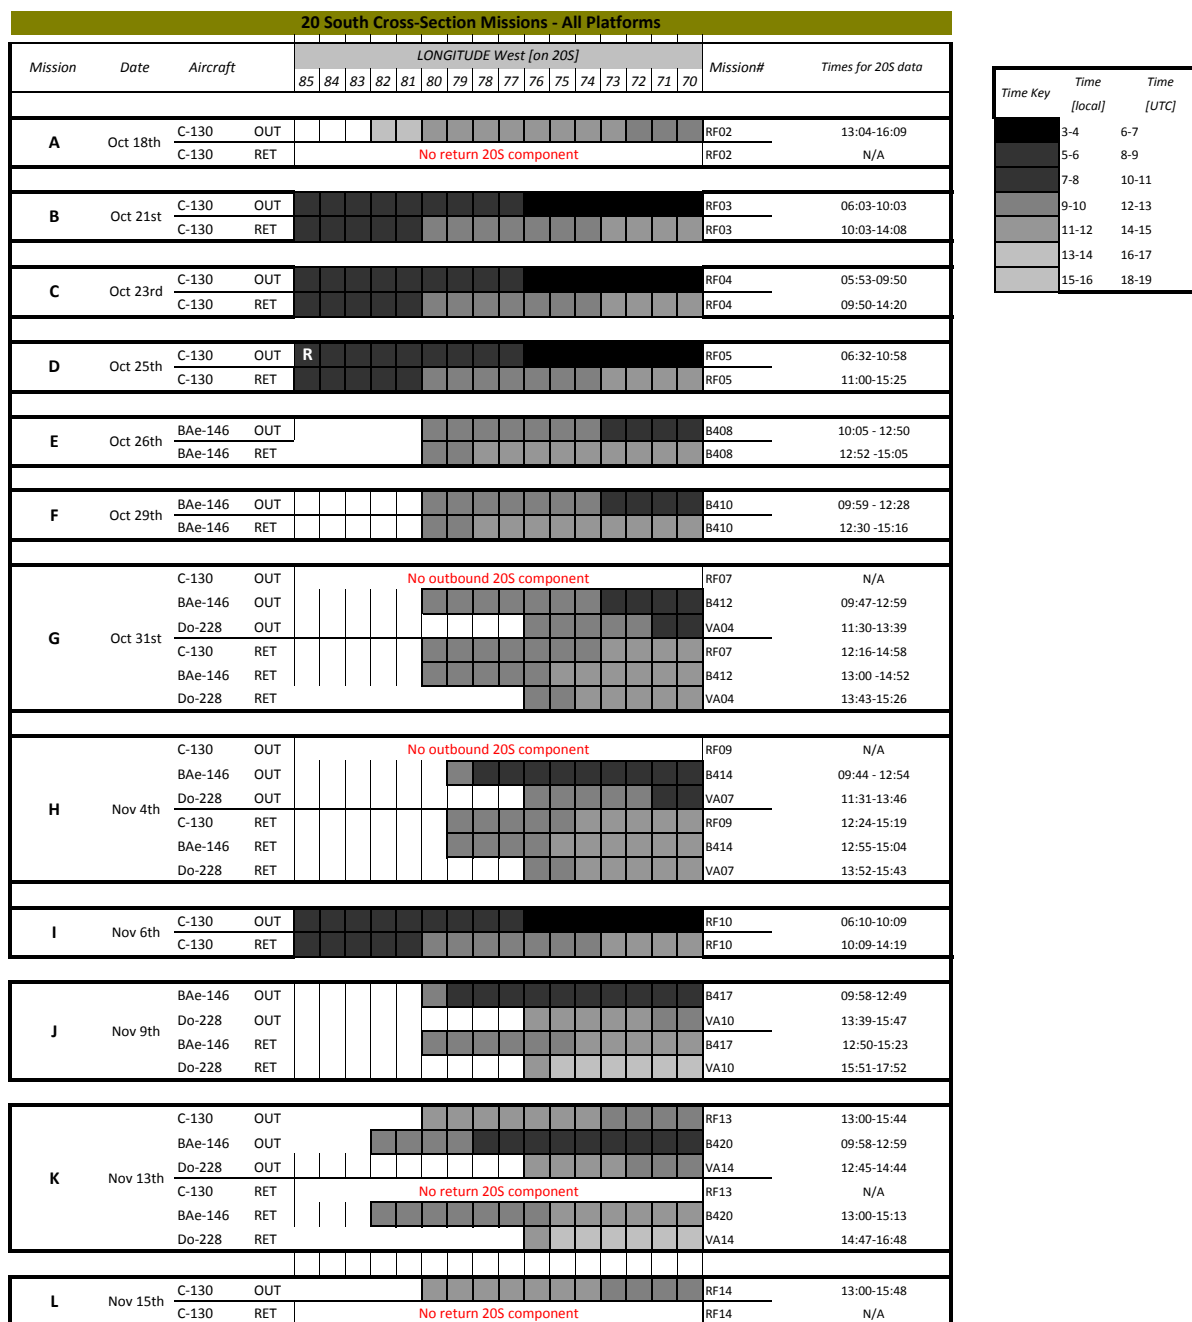 20 South Cross-Section Missions - All Platforms
LONGITUDE West [on 20S]
Mission Date Aircraft Mission# Times for 20S data
85 84 83 82 81 80 79 78 77 76 75 74 73 72 71 70
A Oct 18th
C-130 OUT RF02 13:04-16:09
C-130 RET No return 20S component RF02 N/A
B Oct 21st
C-130 OUT RF03 06:03-10:03
C-130 RET RF03 10:03-14:08
C Oct 23rd
C-130 OUT RF04 05:53-09:50
C-130 RET RF04 09:50-14:20
D Oct 25th
C-130 OUT R RF05 06:32-10:58
C-130 RET RF05 11:00-15:25
E Oct 26th
BAe-146 OUT B408 10:05 - 12:50
BAe-146 RET B408 12:52 -15:05
F Oct 29th
BAe-146 OUT B410 09:59 - 12:28
BAe-146 RET B410 12:30 -15:16
G Oct 31st
C-130 OUT No outbound 20S component RF07 N/A
BAe-146 OUT B412 09:47-12:59
Do-228 OUT VA04 11:30-13:39
C-130 RET RF07 12:16-14:58
BAe-146 RET B412 13:00 -14:52
Do-228 RET VA04 13:43-15:26
H Nov 4th
C-130 OUT No outbound 20S component RF09 N/A
BAe-146 OUT B414 09:44 - 12:54
Do-228 OUT VA07 11:31-13:46
C-130 RET RF09 12:24-15:19
BAe-146 RET B414 12:55-15:04
Do-228 RET VA07 13:52-15:43
I Nov 6th
C-130 OUT RF10 06:10-10:09
C-130 RET RF10 10:09-14:19
J Nov 9th
BAe-146 OUT B417 09:58-12:49
Do-228 OUT VA10 13:39-15:47
BAe-146 RET B417 12:50-15:23
Do-228 RET VA10 15:51-17:52
K Nov 13th
C-130 OUT RF13 13:00-15:44
BAe-146 OUT B420 09:58-12:59
Do-228 OUT VA14 12:45-14:44
C-130 RET No return 20S component RF13 N/A
BAe-146 RET B420 13:00-15:13
Do-228 RET VA14 14:47-16:48
L Nov 15th
C-130 OUT RF14 13:00-15:48
C-130 RET No return 20S component RF14 N/A
Time Key Time [local] Time [UTC]
3-4 6-7
5-6 8-9
7-8 10-11
9-10 12-13
11-12 14-15
13-14 16-17
15-16 18-19